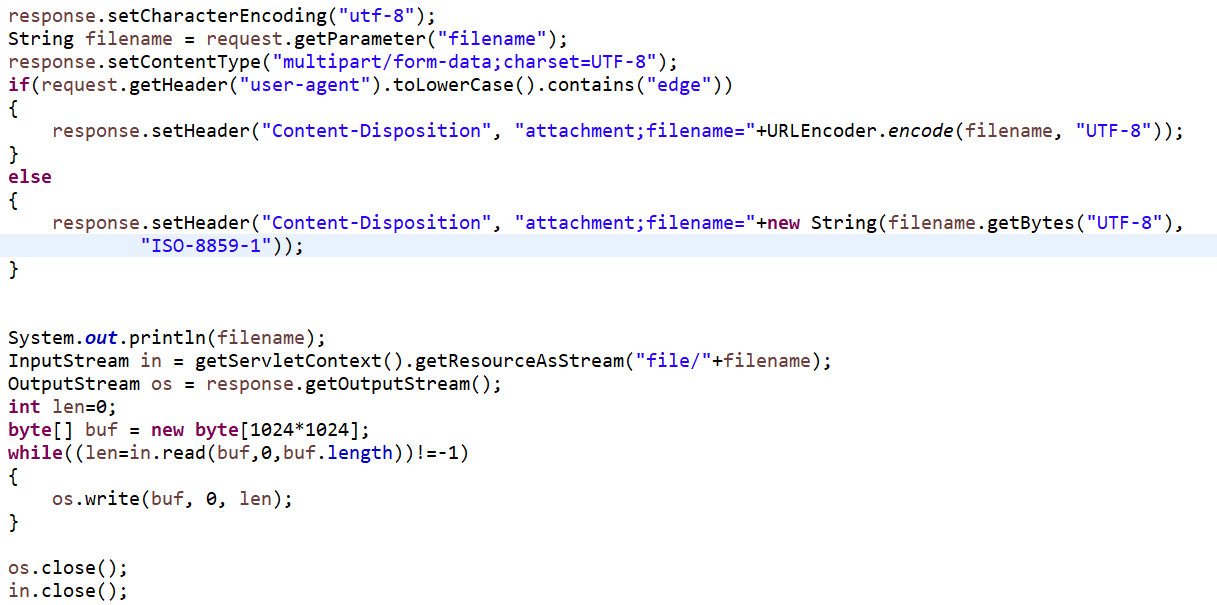 response.setCharacterEncoding("utf-8");
String filename = request.getParameter("filename");
response.setContentType("multipart/form-data;charset=UTF-8");
if(request.getHeader("user-agent").toLowerCase().contains("edge"))
{
    response.setHeader("Content-Disposition", "attachment;filename="+URLEncoder.encode(filename, "UTF-8"));
}
else
{
    response.setHeader("Content-Disposition", "attachment;filename="+new String(filename.getBytes("UTF-8"),
            "ISO-8859-1"));
}
System.out.println(filename);
InputStream in = getServletContext().getResourceAsStream("file/"+filename);
OutputStream os = response.getOutputStream();
int len=0;
byte[] buf = new byte[1024*1024];
while((len=in.read(buf,0,buf.length))!=-1)
{
    os.write(buf, 0, len);
}
os.close();
in.close();